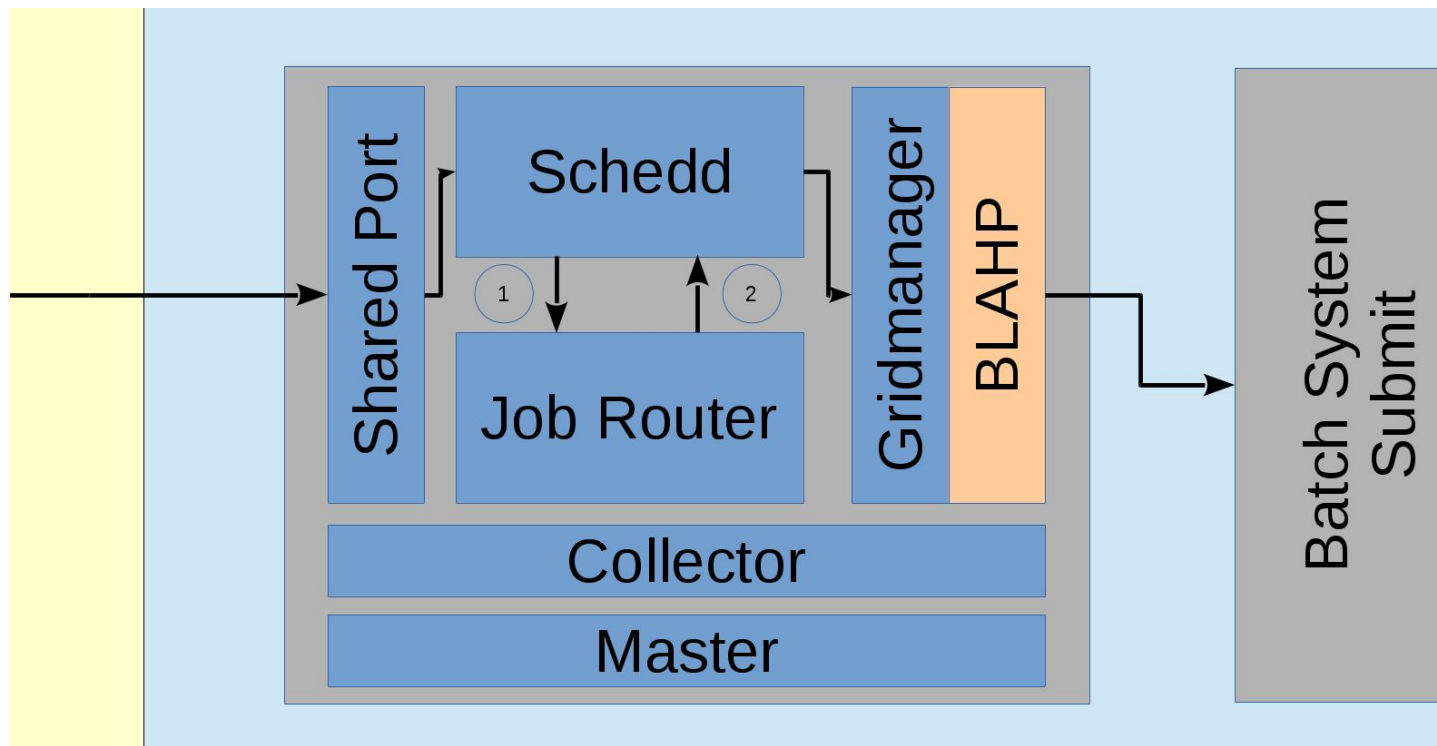 Shared Port
Schedd
1
2
Job Router
Gridmanager
BLAHP
Collector
Master
Batch System
Submit